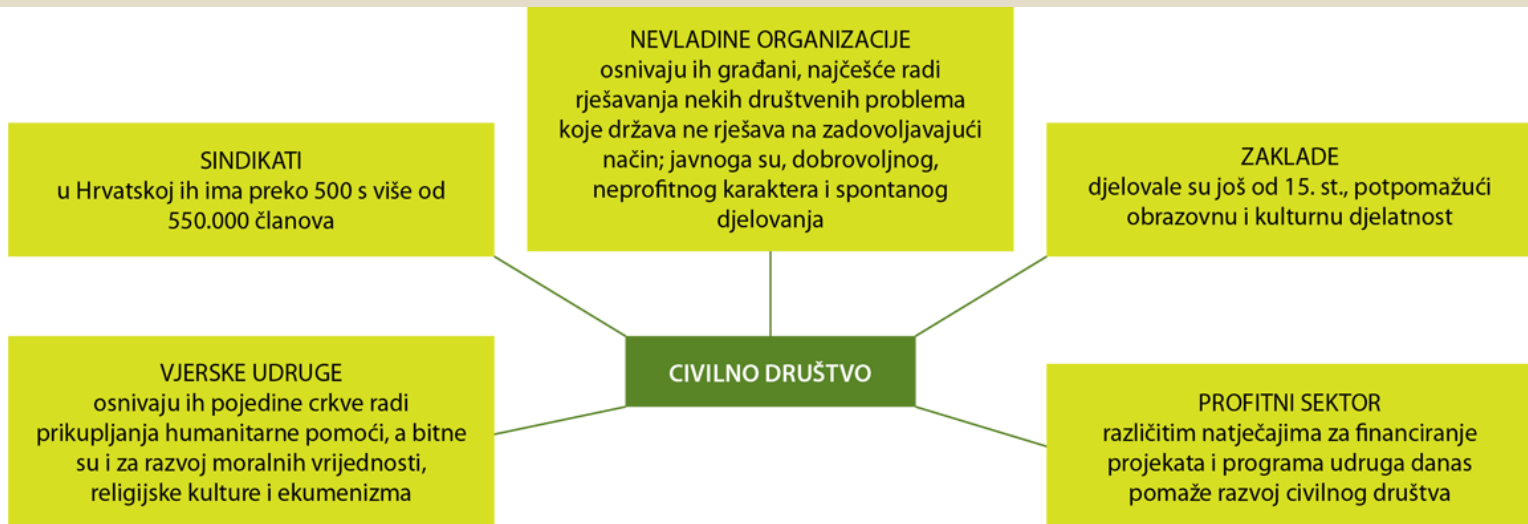 NEVLADINE ORGANIZACIJE
osnivaju ih građani, najčešće radi
rješavanja nekih društvenih problema
koje država ne rješava na zadovoljavajući
način; javnoga su, dobrovoljnog,
neprofitnog karaktera i spontanog
djelovanja
SINDIKATI
u Hrvatskoj ih ima preko 500 s više od
550.000 članova
ZAKLADE
djelovale su još od 15. st., potpomažući
obrazovnu i kulturnu djelatnost
CIVILNO DRUŠTVO
VJERSKE UDRUGE
osnivaju ih pojedine crkve radi
prikupljanja humanitarne pomoći, a bitne
su i za razvoj moralnih vrijednosti,
religijske kulture i ekumenizma
PROFITNI SEKTOR
različitim natječajima za financiranje
projekata i programa udruga danas
pomaže razvoj civilnog društva